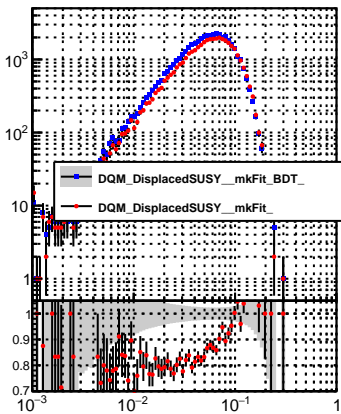 10³
10²
DQM_DisplacedSUSY__mkFit_BDT_
DQM_DisplacedSUSY__mkFit_
10
1
1
0.9
0.8
0.7
10⁻³ 10⁻² 10⁻¹ 1